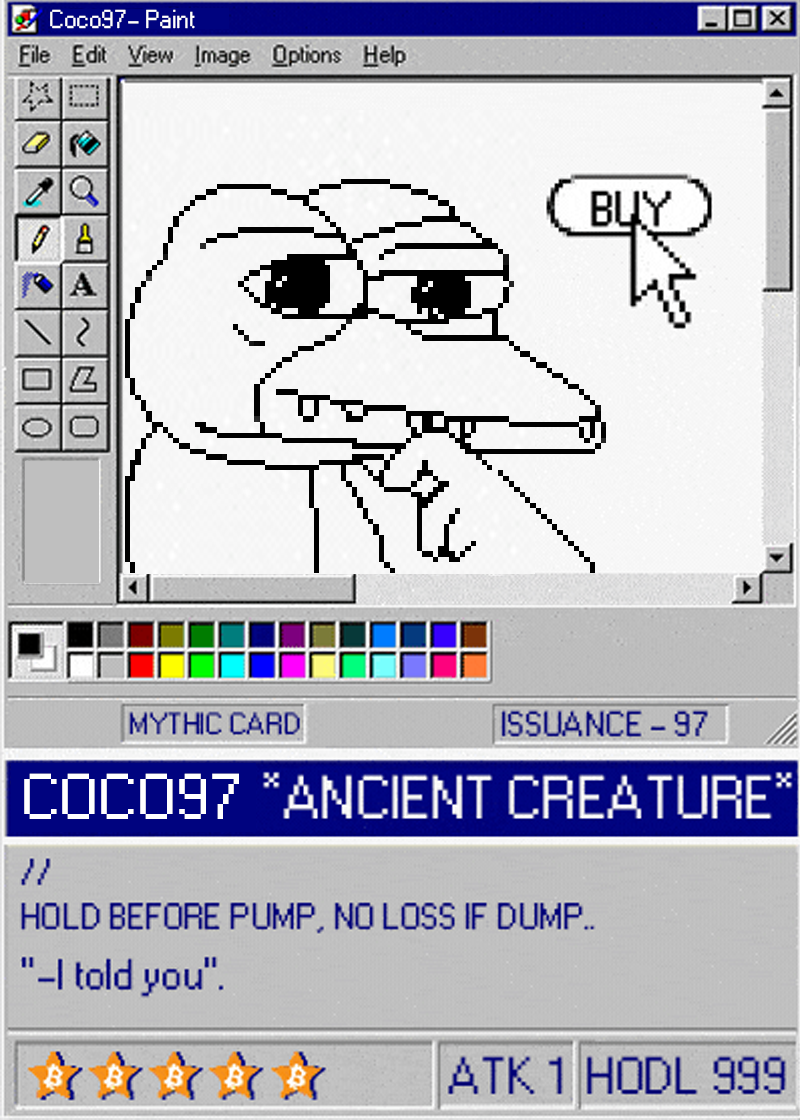 Coco97– Paint
File Edit View Image Options Help
A
BUY
MYTHIC CARD
ISSUANCE – 97
COCO97 *ANCIENT CREATURE*
//
HOLD BEFORE PUMP, NO LOSS IF DUMP..
"–I told you".
ATK 1
HODL 999